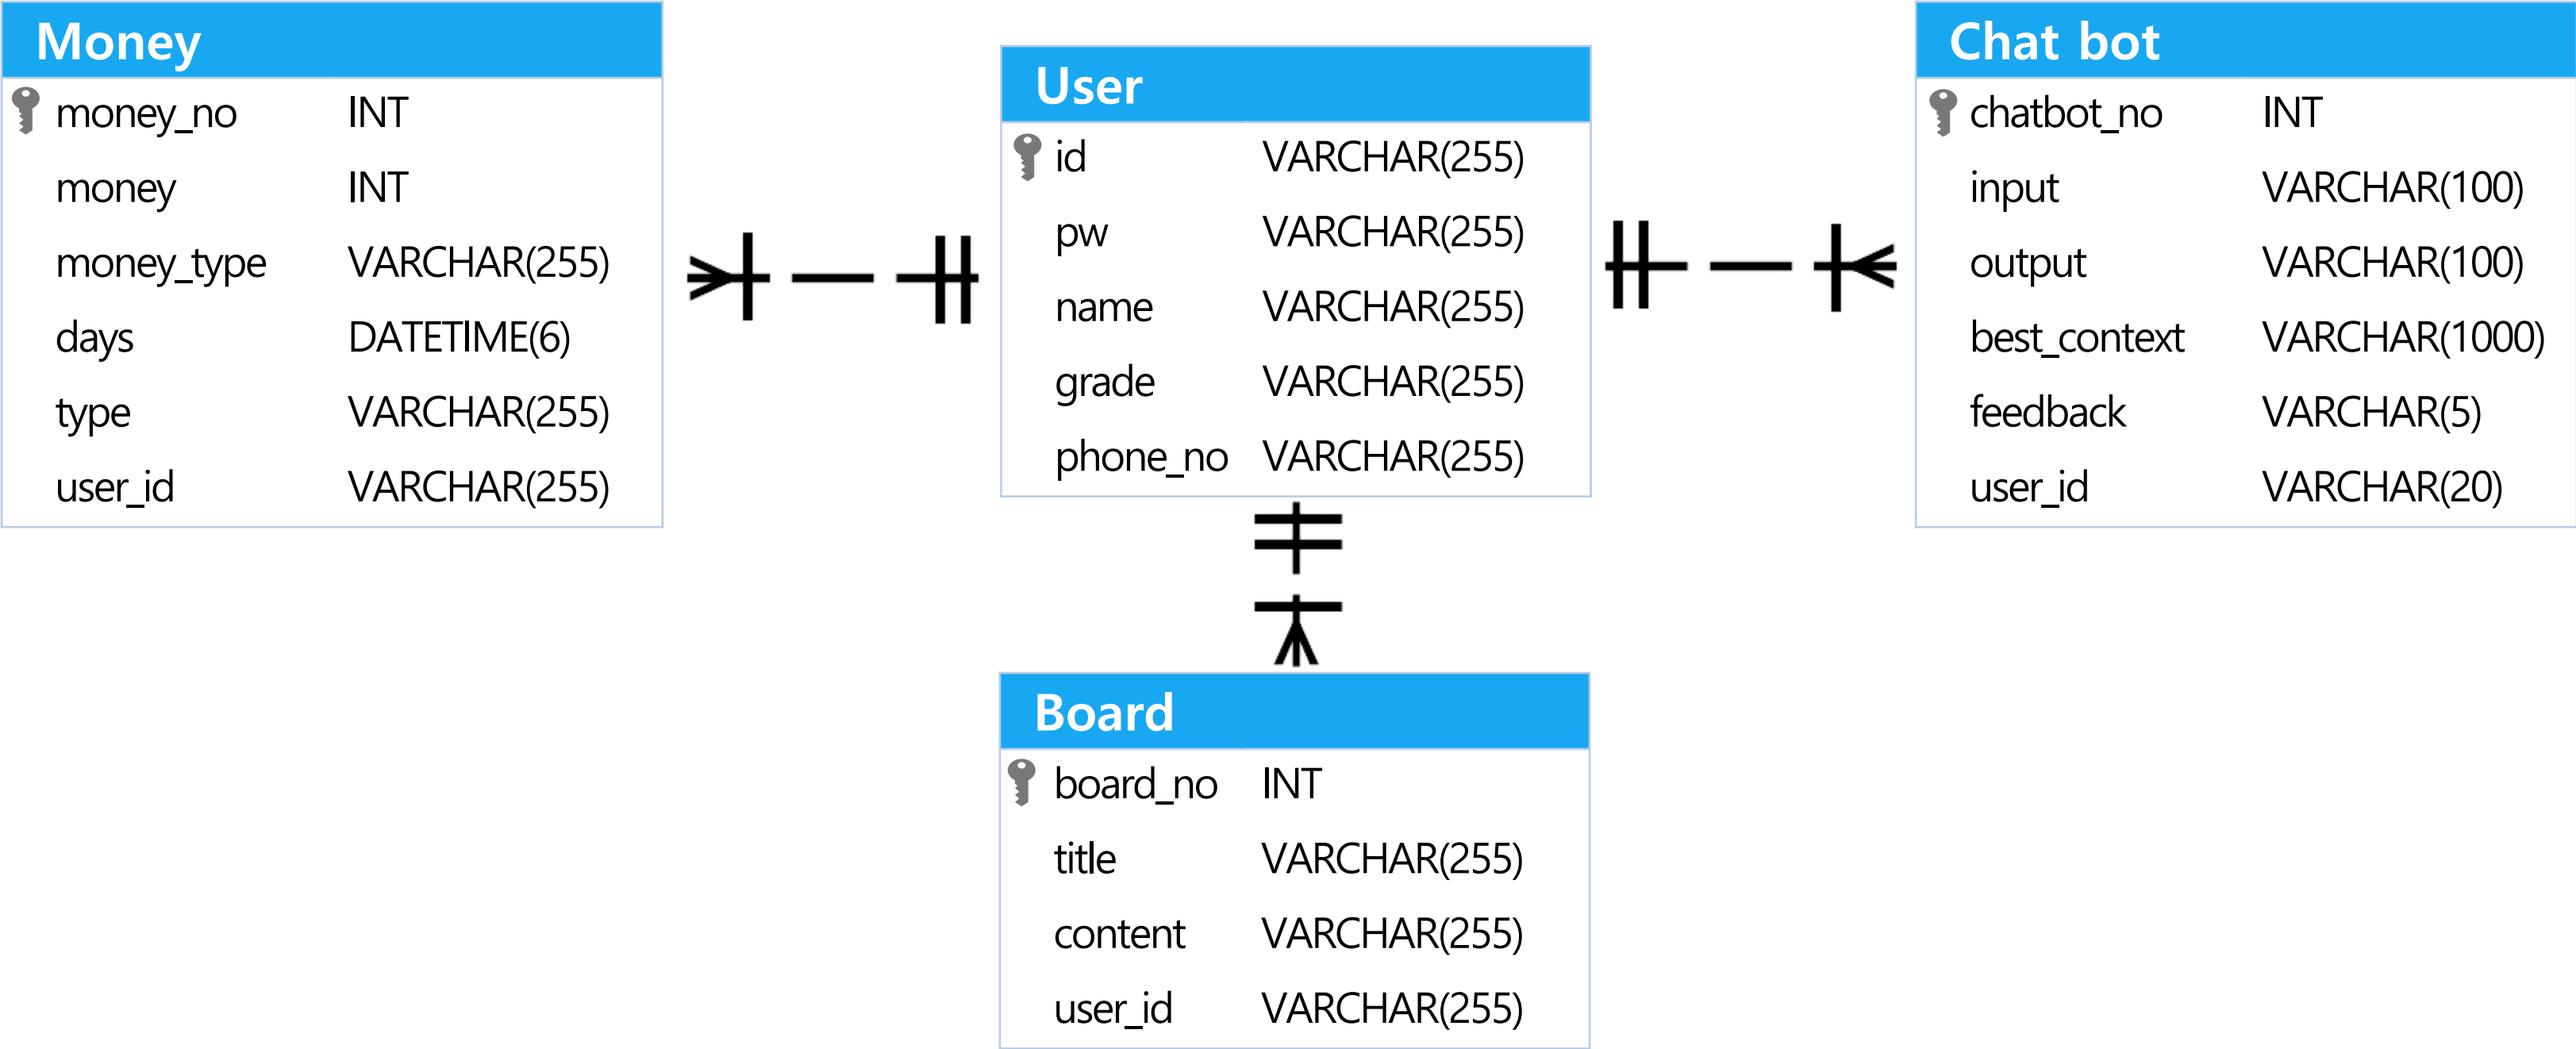 Money
money_no INT
money INT
money_type VARCHAR(255)
days DATETIME(6)
type VARCHAR(255)
user_id VARCHAR(255)
User
id VARCHAR(255)
pw VARCHAR(255)
name VARCHAR(255)
grade VARCHAR(255)
phone_no VARCHAR(255)
Chat bot
chatbot_no INT
input VARCHAR(100)
output VARCHAR(100)
best_context VARCHAR(1000)
feedback VARCHAR(5)
user_id VARCHAR(20)
Board
board_no INT
title VARCHAR(255)
content VARCHAR(255)
user_id VARCHAR(255)